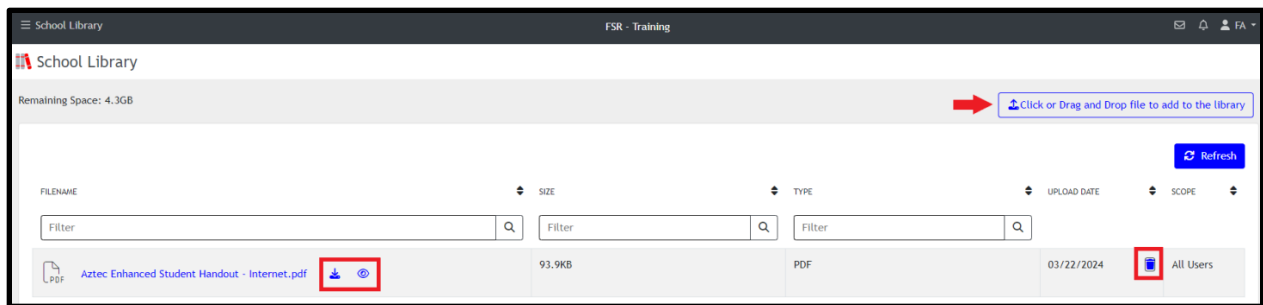 School Library FSR - Training FA
School Library
Remaining Space: 4.3GB Click or Drag and Drop file to add to the library
Refresh
FILENAME SIZE TYPE UPLOAD DATE SCOPE
Filter Filter Filter
PDF Aztec Enhanced Student Handout - Internet.pdf 93.9KB PDF 03/22/2024 All Users